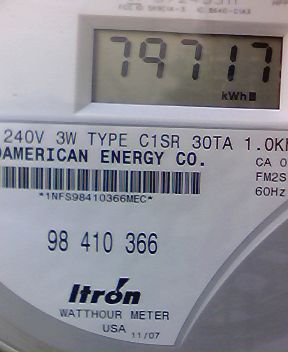 79717
kWh
240V 3W TYPE C1SR 30TA 1.0K
DAMERICAN ENERGY CO.
CA 0
FM2S
60Hz
*1NFS98410366MEC*
98 410 366
Itron
WATTHOUR METER
USA 11/07